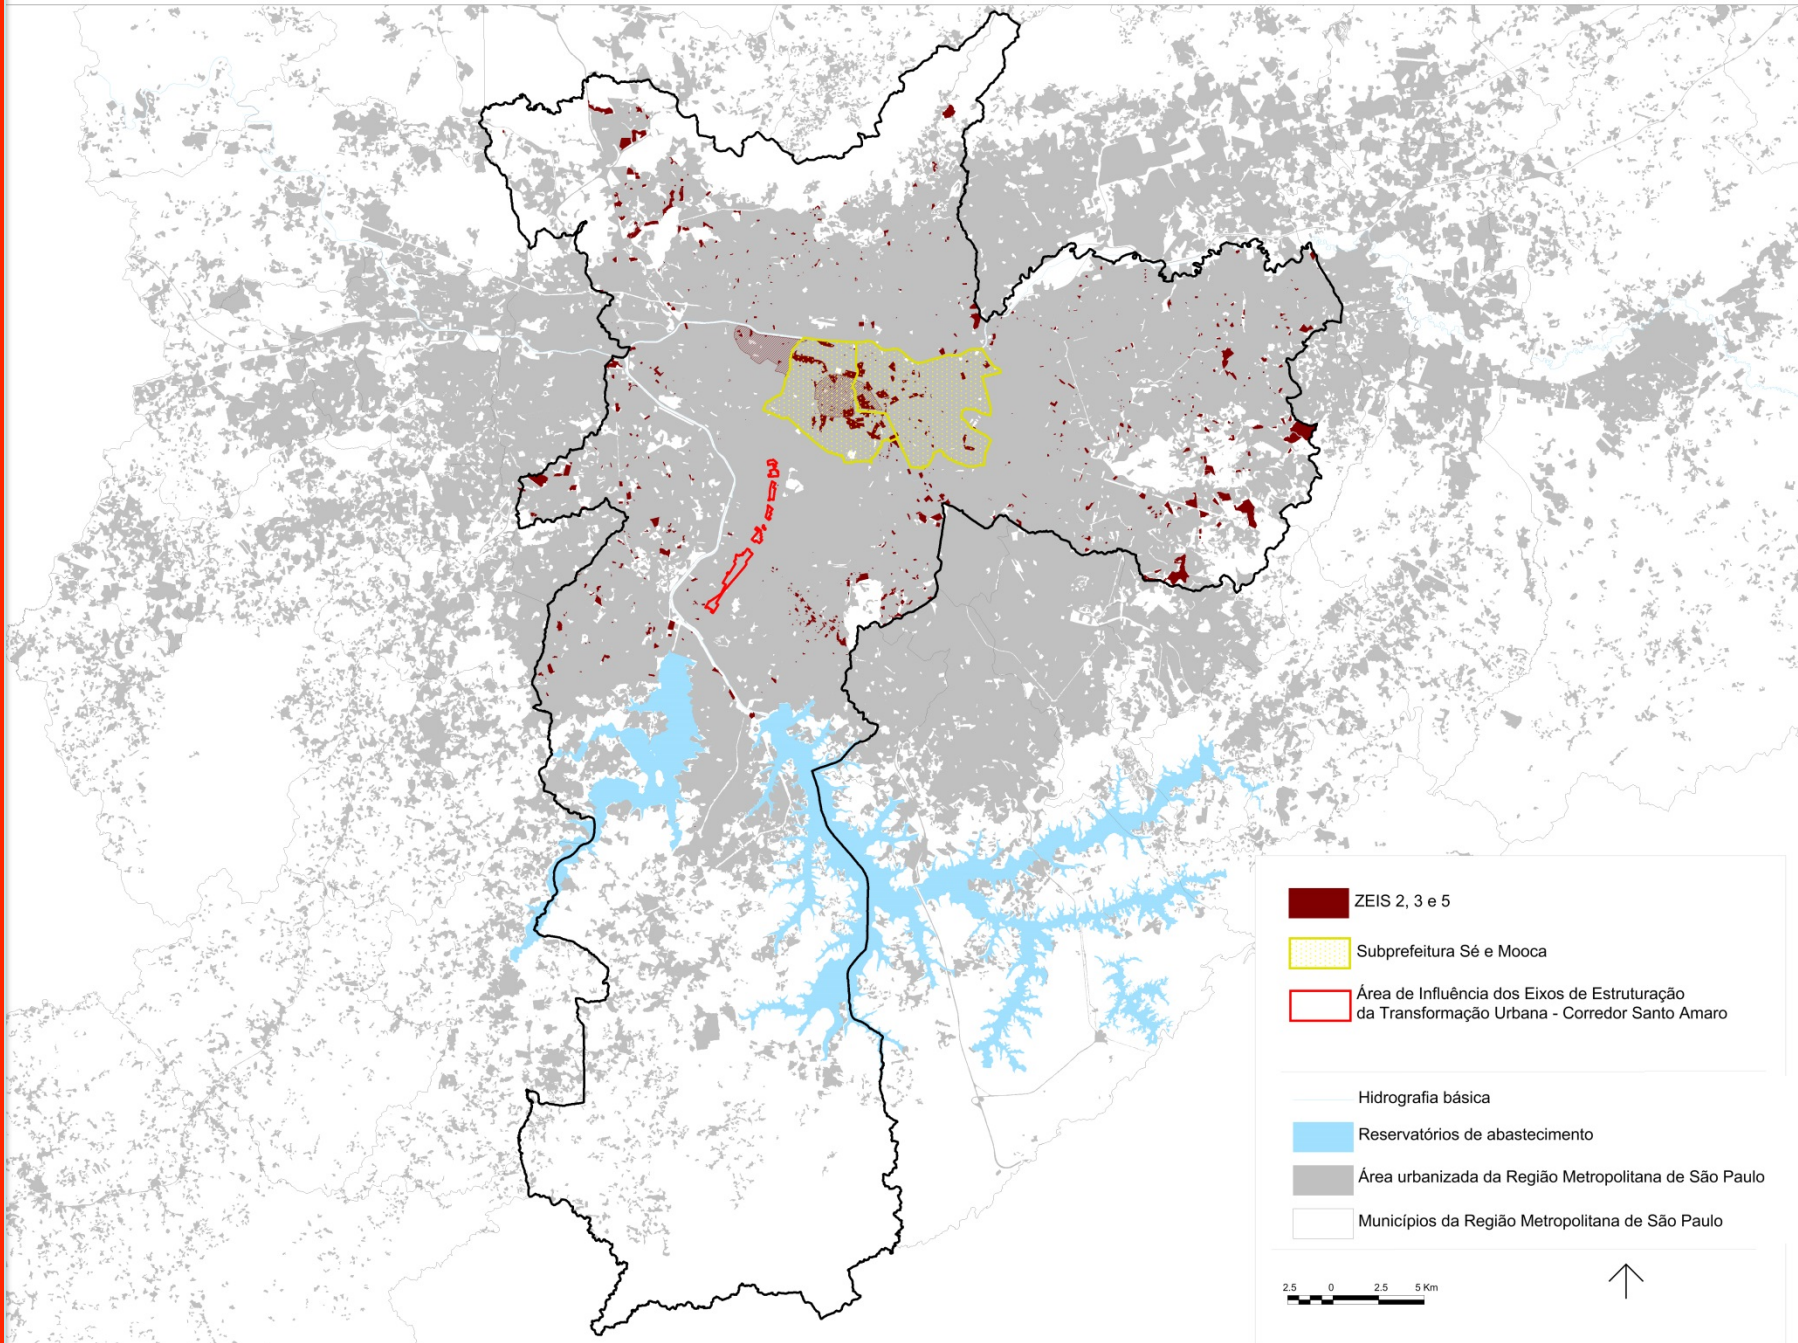 ZEIS 2, 3 e 5
Subprefeitura Sé e Mooca
Área de Influência dos Eixos de Estruturação
da Transformação Urbana - Corredor Santo Amaro
Hidrografia básica
Reservatórios de abastecimento
Área urbanizada da Região Metropolitana de São Paulo
Municípios da Região Metropolitana de São Paulo
2.5 0 2.5 5 Km